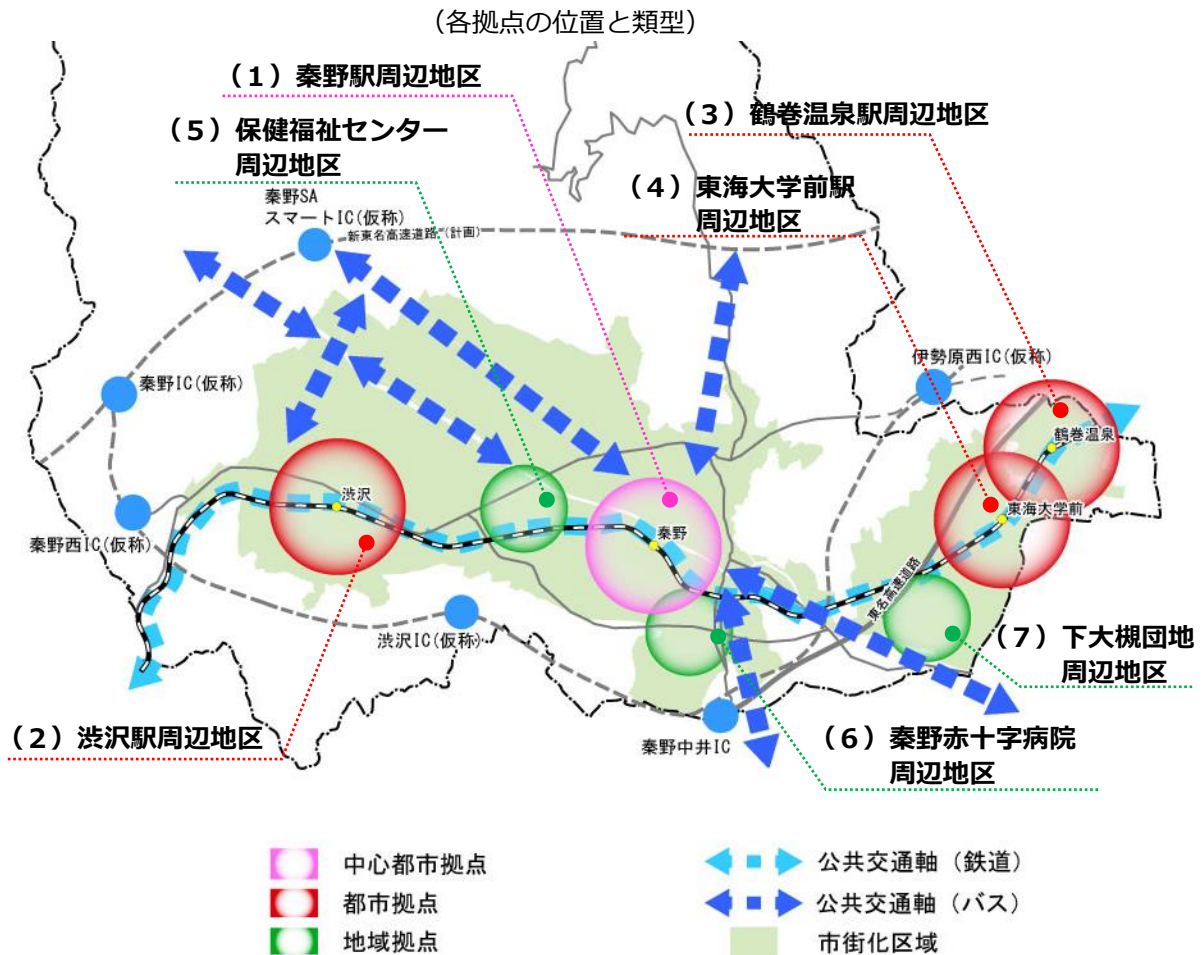 (各拠点の位置と類型)
(1)秦野駅周辺地区
(3)鶴巻温泉駅周辺地区
(5)保健福祉センター
周辺地区
(4)東海大学前駅
周辺地区
秦野SA
スマートIC(仮称)
新東名高速道路(計画)
伊勢原西IC(仮称)
秦野IC(仮称)
鶴巻温泉
渋沢
東海大学前
秦野
秦野西IC(仮称)
東名高速道路
渋沢IC(仮称)
(7)下大槻団地
周辺地区
(2)渋沢駅周辺地区
秦野中井IC
(6)秦野赤十字病院
周辺地区
中心都市拠点
都市拠点
地域拠点
公共交通軸(鉄道)
公共交通軸(バス)
市街化区域